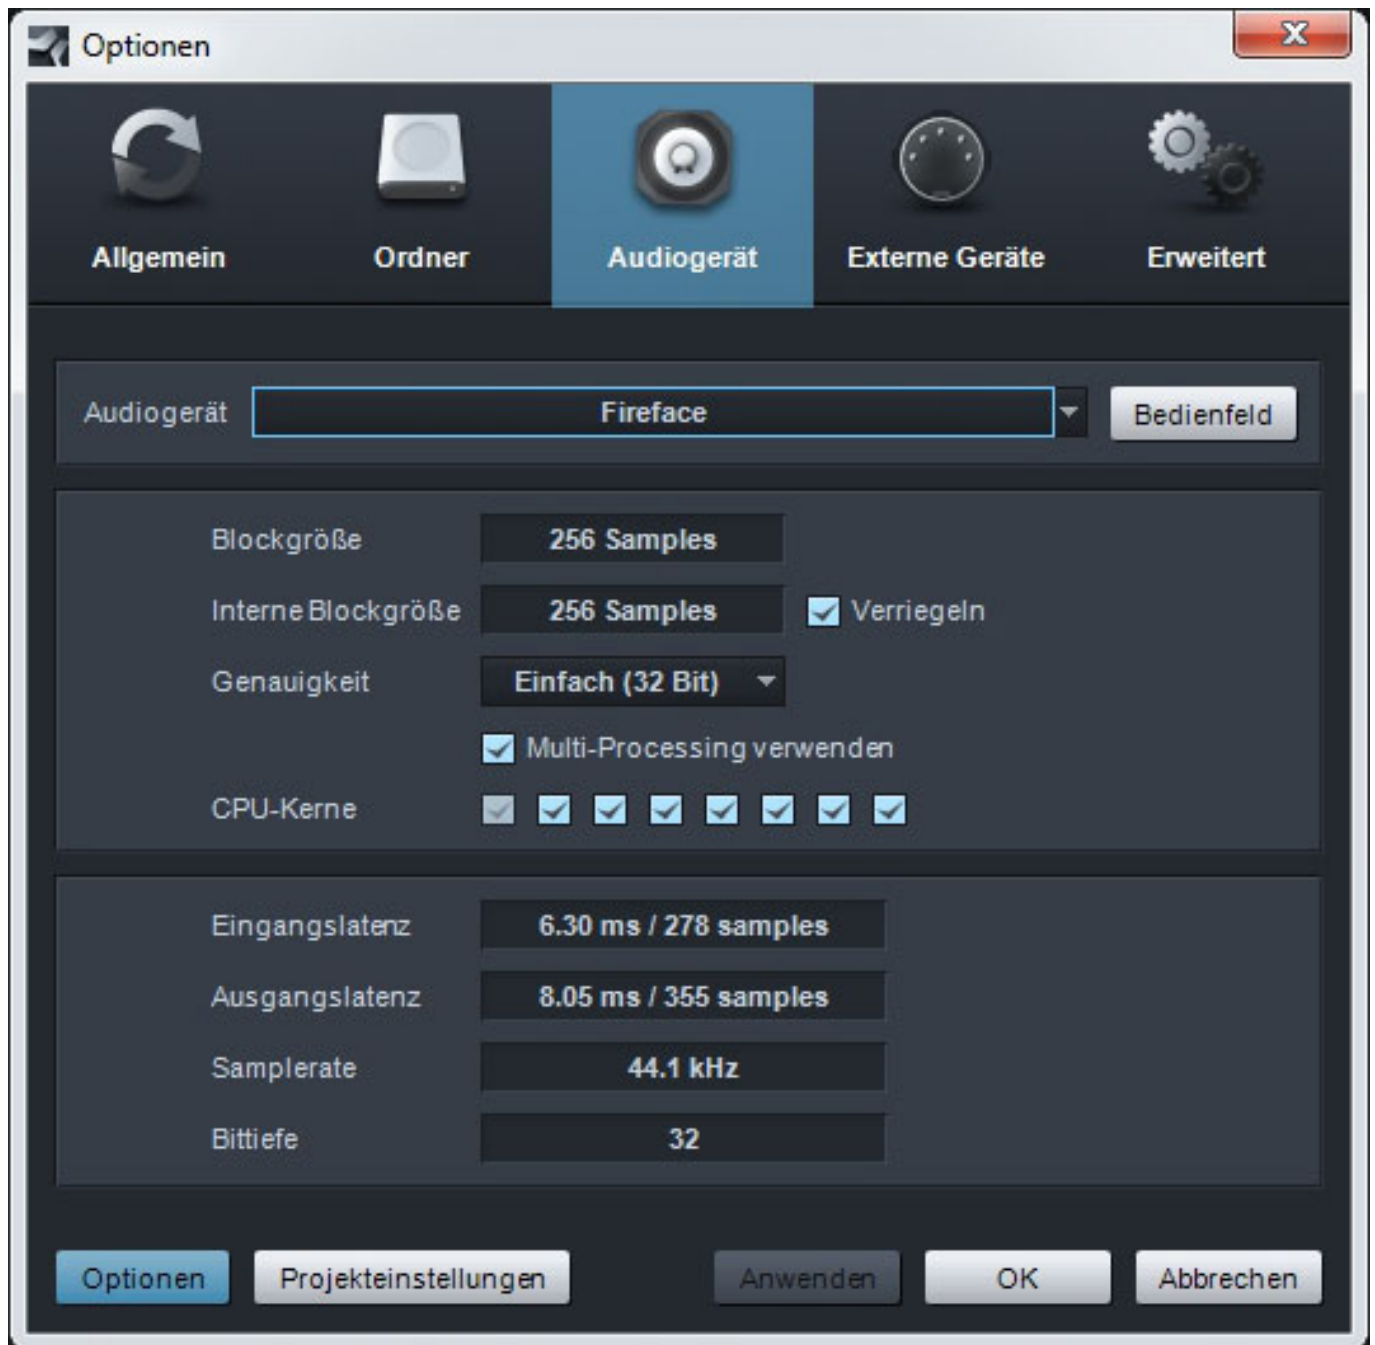 Optionen
Allgemein Ordner Audiogerät Externe Geräte Erweitert
Audiogerät Fireface Bedienfeld
Blockgröße 256 Samples
Interne Blockgröße 256 Samples Verriegeln
Genauigkeit Einfach (32 Bit)
Multi-Processing verwenden
CPU-Kerne
Eingangslatenz 6.30 ms / 278 samples
Ausgangslatenz 8.05 ms / 355 samples
Samplerate 44.1 kHz
Bittiefe 32
Optionen Projekteinstellungen Anwenden OK Abbrechen